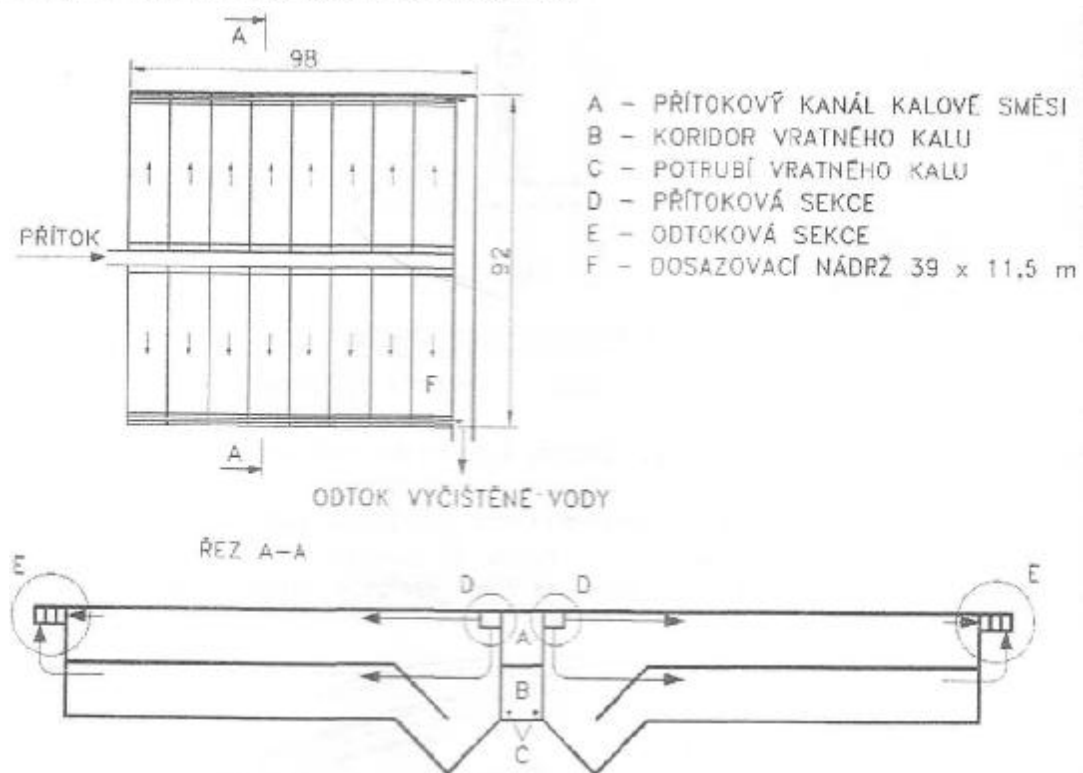 A
98
A – PŘÍTOKOVÝ KANÁL KALOVÉ SMĚSI
B – KORIDOR VRATNÉHO KALU
C – POTRUBÍ VRATNÉHO KALU
D – PŘÍTOKOVÁ SEKCE
E – ODTOKOVÁ SEKCE
F – DOSAZOVACÍ NÁDRŽ 39 x 11,5 m
PŘÍTOK
92
F
A
ODTOK VYČIŠTĚNÉ VODY
ŘEZ A–A
E
D
D
E
A
B
C